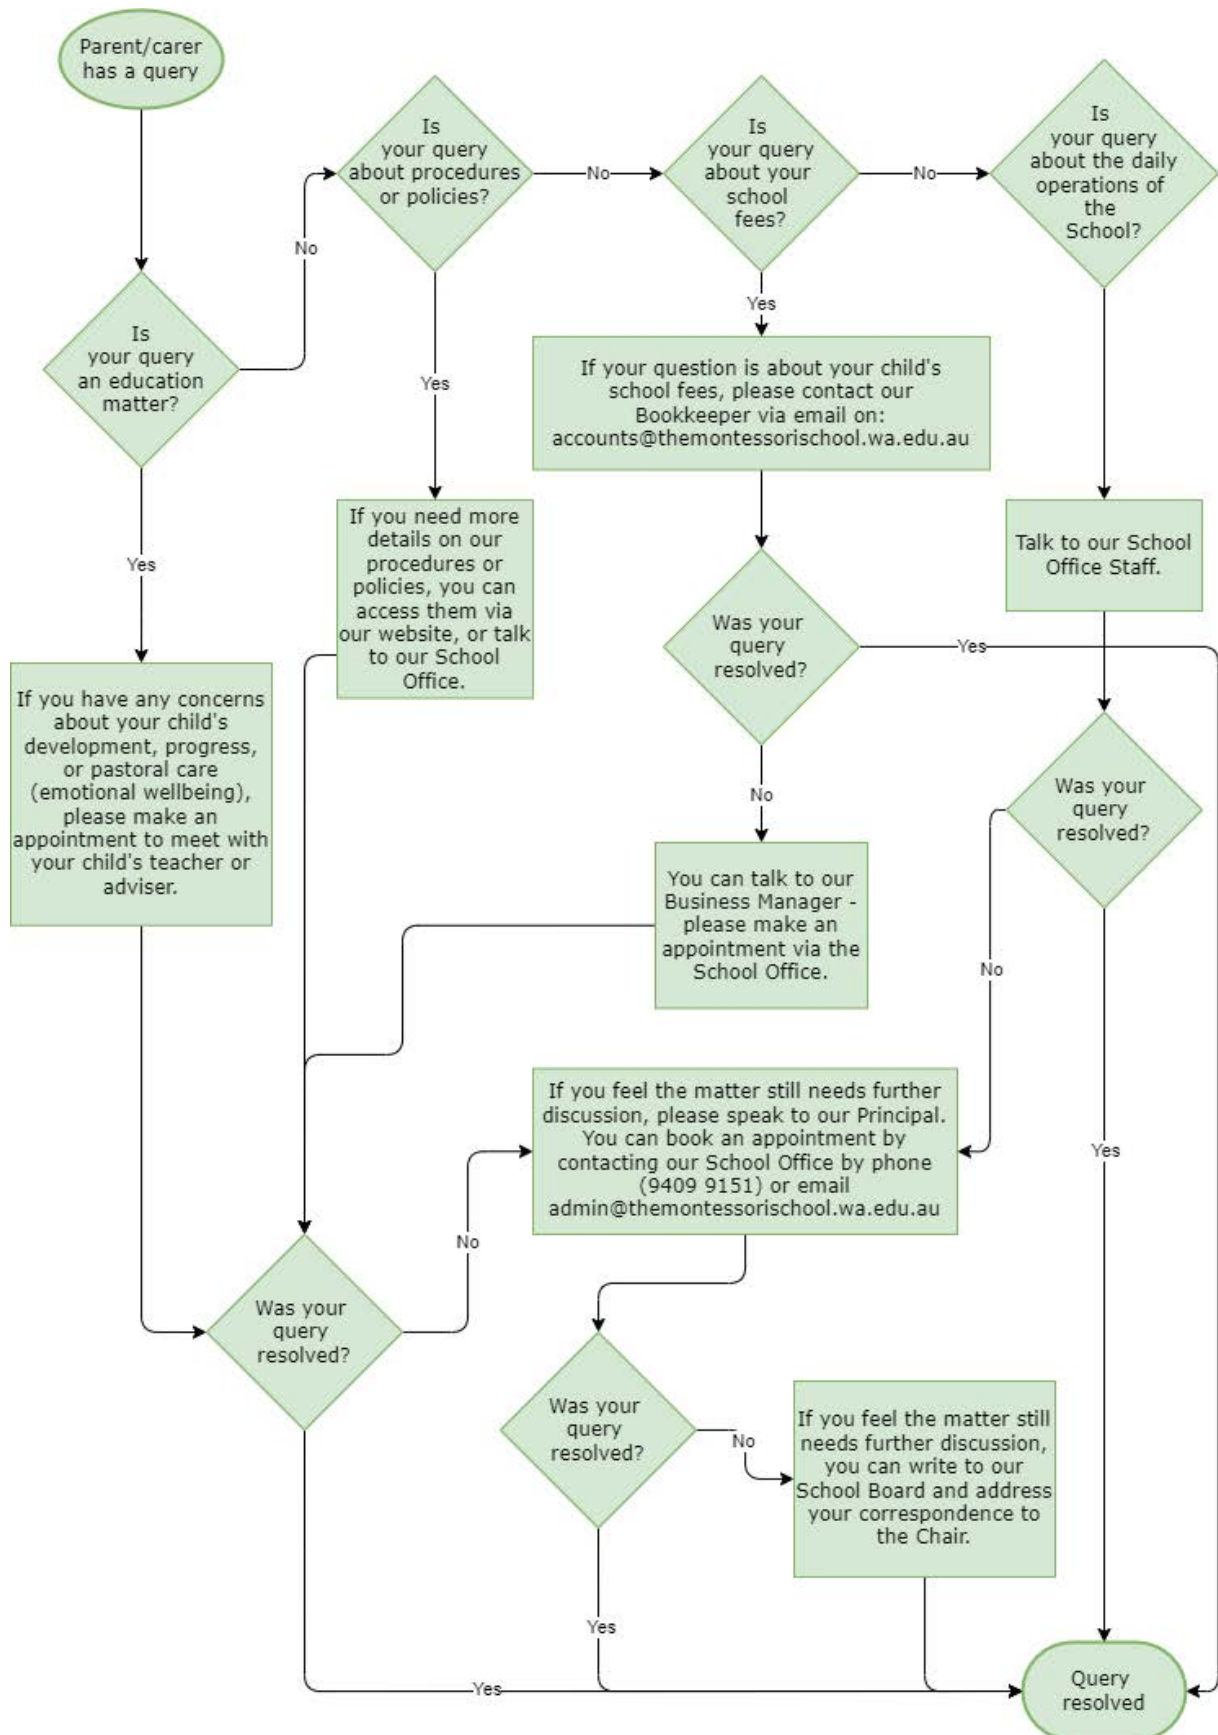 Parent/carer
has a query
Is
your query
about procedures
or policies?
No
Is
your query
about your
school
fees?
No
Is
your query
about the daily
operations of
the
School?
No
Is
your query
an education
matter?
Yes
Yes
If your question is about your child's
school fees, please contact our
Bookkeeper via email on:
accounts@themontessorischool.wa.edu.au
Yes
If you need more
details on our
procedures or
policies, you can
access them via
our website, or talk
to our School
Office.
Talk to our School
Office Staff.
Was your
query
resolved?
Yes
If you have any concerns
about your child's
development, progress,
or pastoral care
(emotional wellbeing),
please make an
appointment to meet with
your child's teacher or
adviser.
No
Was your
query
resolved?
You can talk to our
Business Manager -
please make an
appointment via the
School Office.
No
If you feel the matter still needs further
discussion, please speak to our Principal.
You can book an appointment by
contacting our School Office by phone
(9409 9151) or email
admin@themontessorischool.wa.edu.au
Yes
No
Was your
query
resolved?
Was your
query
resolved?
No
If you feel the matter still
needs further discussion,
you can write to our
School Board and address
your correspondence to
the Chair.
Yes
Yes
Query
resolved